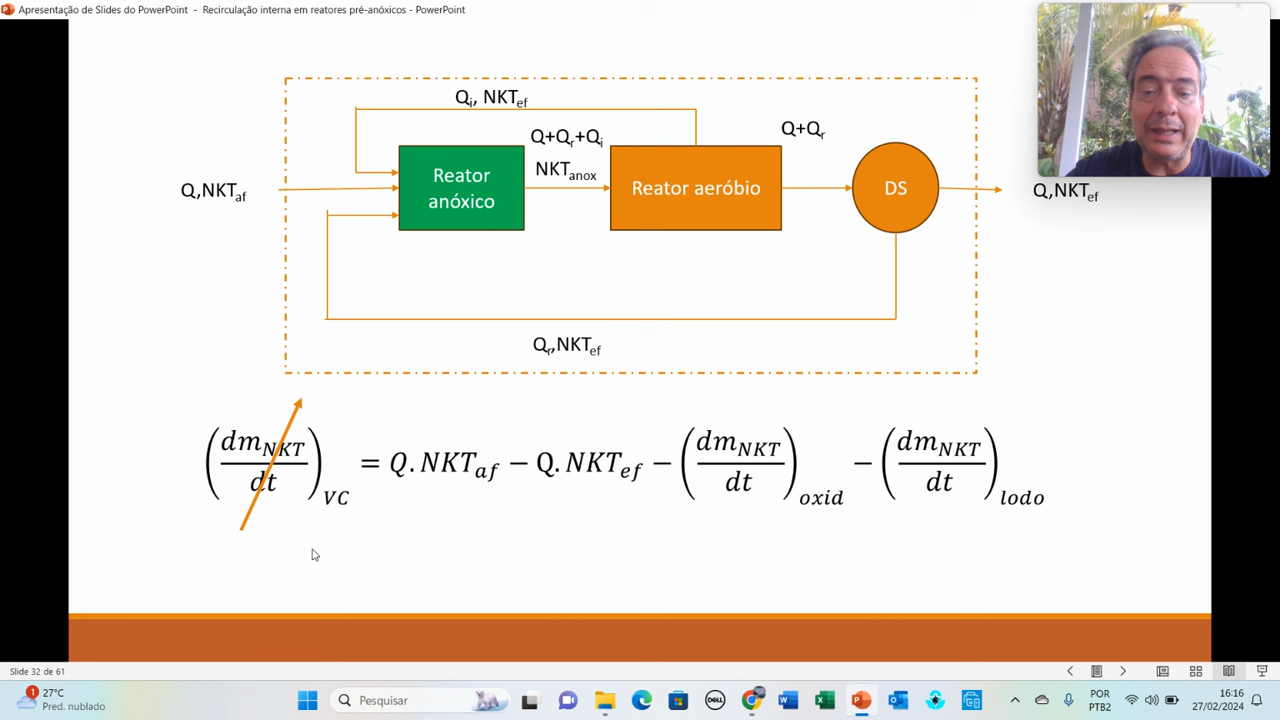 Apresentação de Slides do PowerPoint - Recirculação interna em reatores pré-anóxicos - PowerPoint
Qi, NKTef
Q+Qr+Qi
Q+Qr
NKTanox
Q,NKTaf
Reator
anóxico
Reator aeróbio
DS
Q,NKTef
Qr,NKTef
(dmNKT/dt)VC = Q.NKTaf − Q.NKTef − (dmNKT/dt)oxid − (dmNKT/dt)lodo
Slide 32 de 61
1
27°C
Pred. nublado
Pesquisar
DELL
POR
PTB2
16:16
27/02/2024